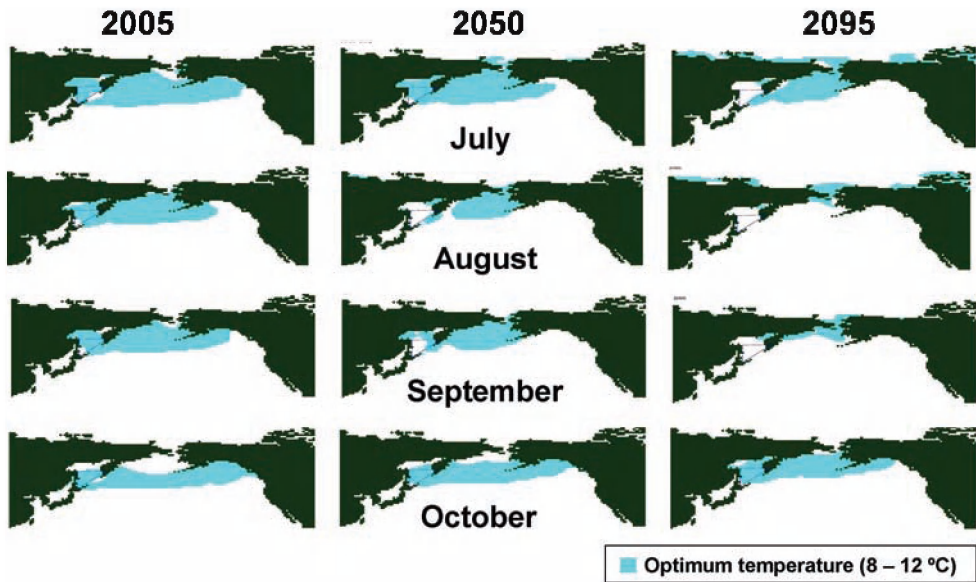 2005 2050 2095
July
August
September
October
Optimum temperature (8 – 12 ºC)